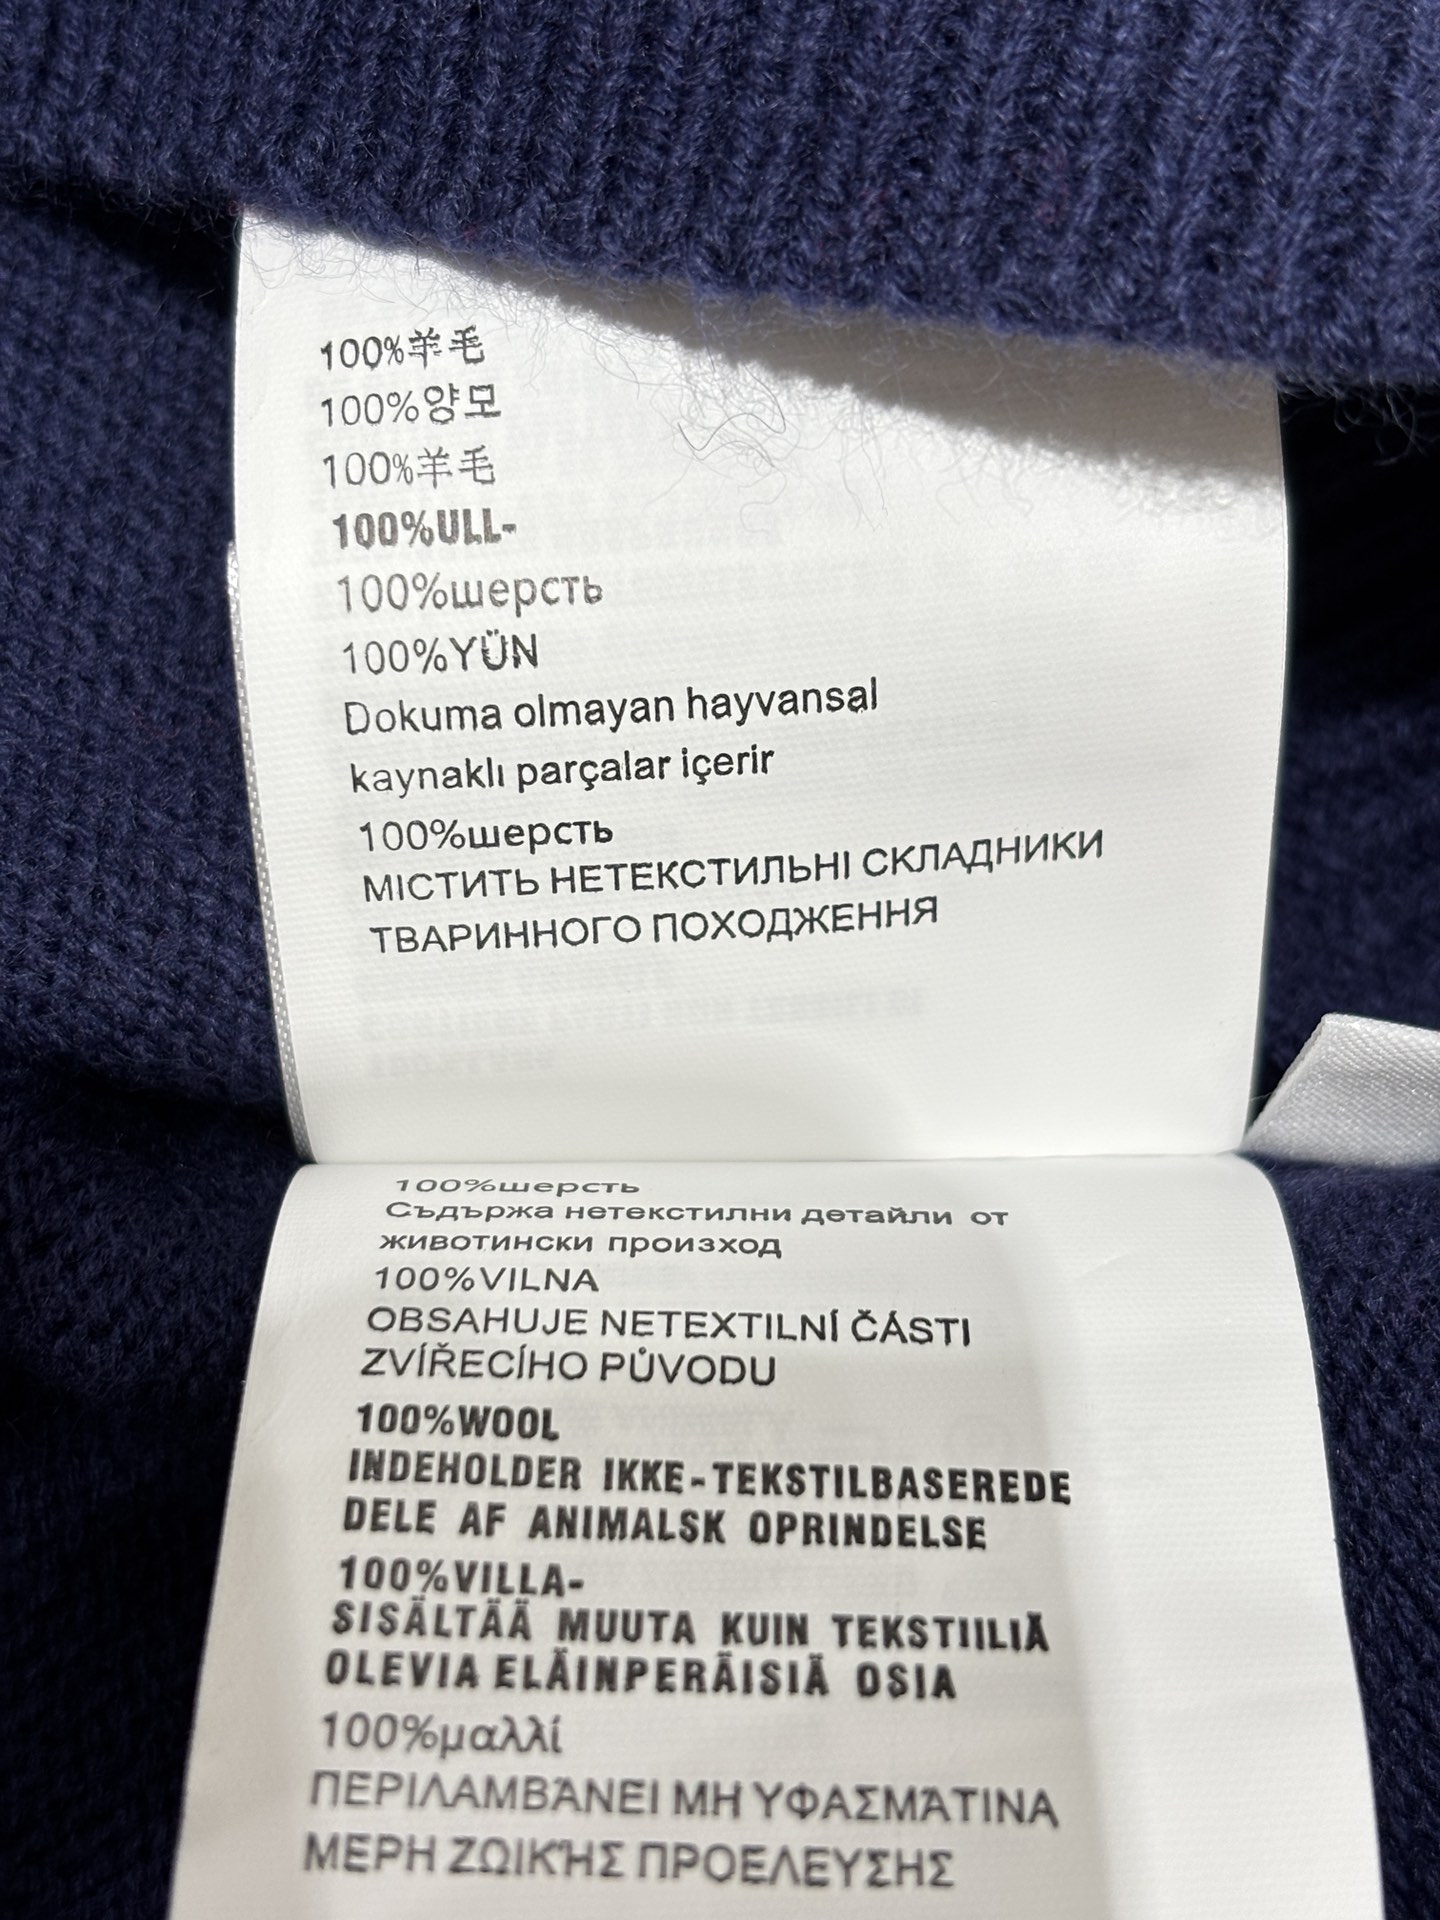 100%羊毛
100%양모
100%羊毛
100%ULL-
100%шерсть
100%YÜN
Dokuma olmayan hayvansal
kaynaklı parçalar içerir
100%шерсть
МІСТИТЬ НЕТЕКСТИЛЬНІ СКЛАДНИКИ
ТВАРИННОГО ПОХОДЖЕННЯ
100%шерсть
Съдържа нетекстилни детайли от
животински произход
100%VILNA
OBSAHUJE NETEXTILNÍ ČÁSTI
ZVÍŘECÍHO PŮVODU
100%WOOL
INDEHOLDER IKKE-TEKSTILBASEREDE
DELE AF ANIMALSK OPRINDELSE
100%VILLA-
SISÄLTÄÄ MUUTA KUIN TEKSTIILIÄ
OLEVIA ELÄINPERÄISIÄ OSIA
100%μαλλί
ΠΕΡΙΛΑΜΒΆΝΕΙ ΜΗ ΥΦΑΣΜΆΤΙΝΑ
ΜΕΡΗ ΖΩΙΚΉΣ ΠΡΟΕΛΕΥΣΗΣ